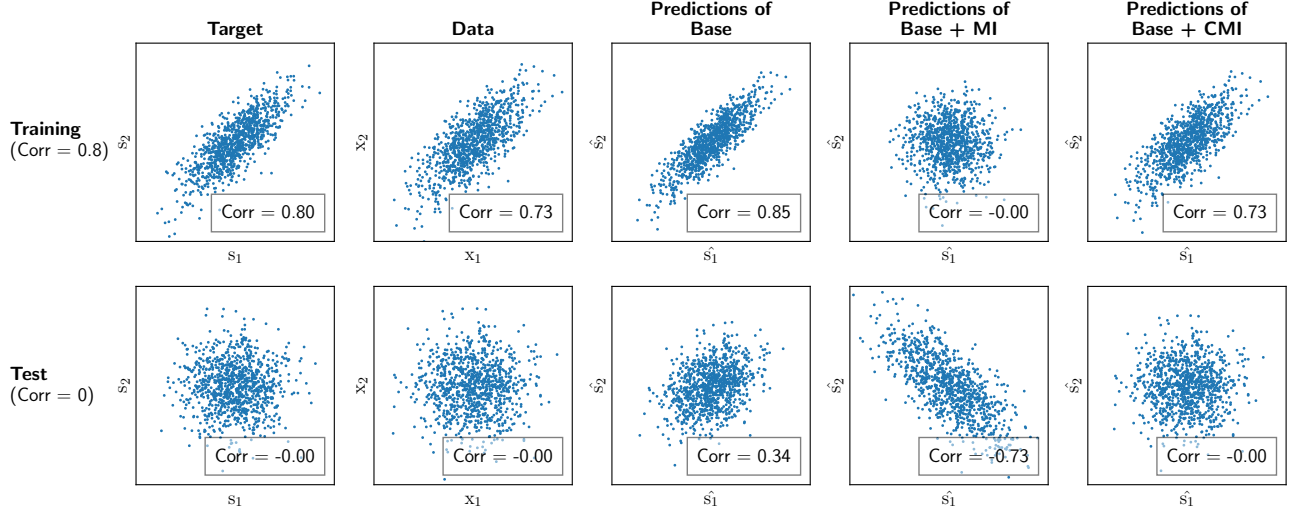 Target
Data
Predictions of
Base
Predictions of
Base + MI
Predictions of
Base + CMI
Training
(Corr = 0.8)
s₂
Corr = 0.80
s₁
x₂
Corr = 0.73
x₁
ŝ₂
Corr = 0.85
ŝ₁
ŝ₂
Corr = -0.00
ŝ₁
ŝ₂
Corr = 0.73
ŝ₁
Test
(Corr = 0)
s₂
Corr = -0.00
s₁
x₂
Corr = -0.00
x₁
ŝ₂
Corr = 0.34
ŝ₁
ŝ₂
Corr = -0.73
ŝ₁
ŝ₂
Corr = -0.00
ŝ₁